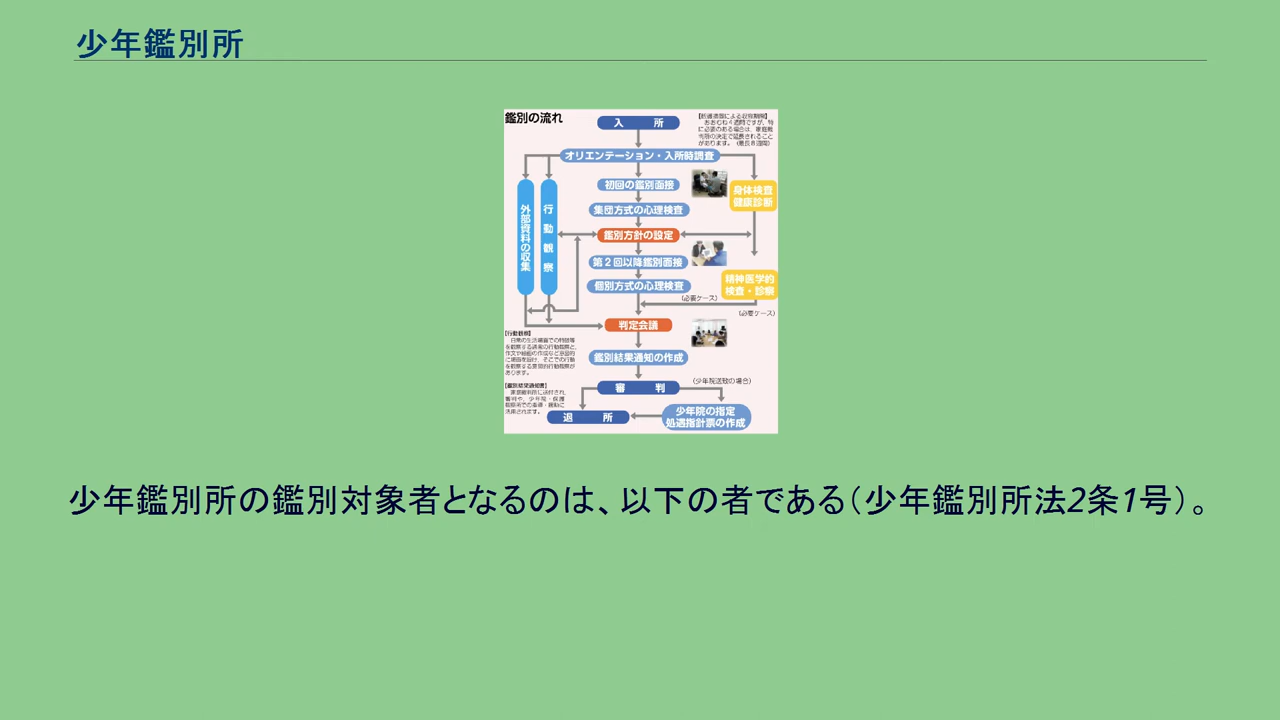 少年鑑別所
鑑別の流れ
入 所
オリエンテーション・入所時調査
初回の鑑別面接
身体検査
健康診断
集団方式の心理検査
外部資料の収集
行動観察
鑑別方針の設定
第2回以降鑑別面接
個別方式の心理検査
精神医学的
検査・診察
(必要ケース)
(必要ケース)
判定会議
鑑別結果通知の作成
審 判
(少年院送致の場合)
少年院の指定
処遇指針票の作成
退 所
【行動観察】
少年鑑別所の鑑別対象者となるのは、以下の者である(少年鑑別所法2条1号)。